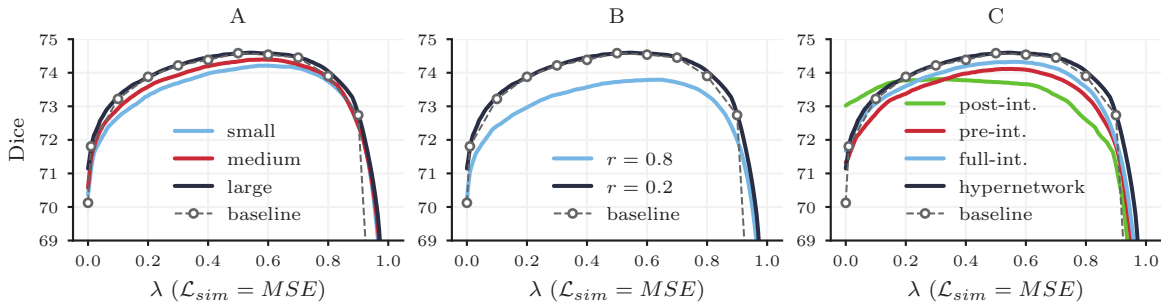 A
B
C
75
74
73
72
71
70
69
Dice
small
medium
large
baseline
0.0 0.2 0.4 0.6 0.8 1.0
λ (ℒ_sim = MSE)
75
74
73
72
71
70
69
r = 0.8
r = 0.2
baseline
0.0 0.2 0.4 0.6 0.8 1.0
λ (ℒ_sim = MSE)
75
74
73
72
71
70
69
post-int.
pre-int.
full-int.
hypernetwork
baseline
0.0 0.2 0.4 0.6 0.8 1.0
λ (ℒ_sim = MSE)